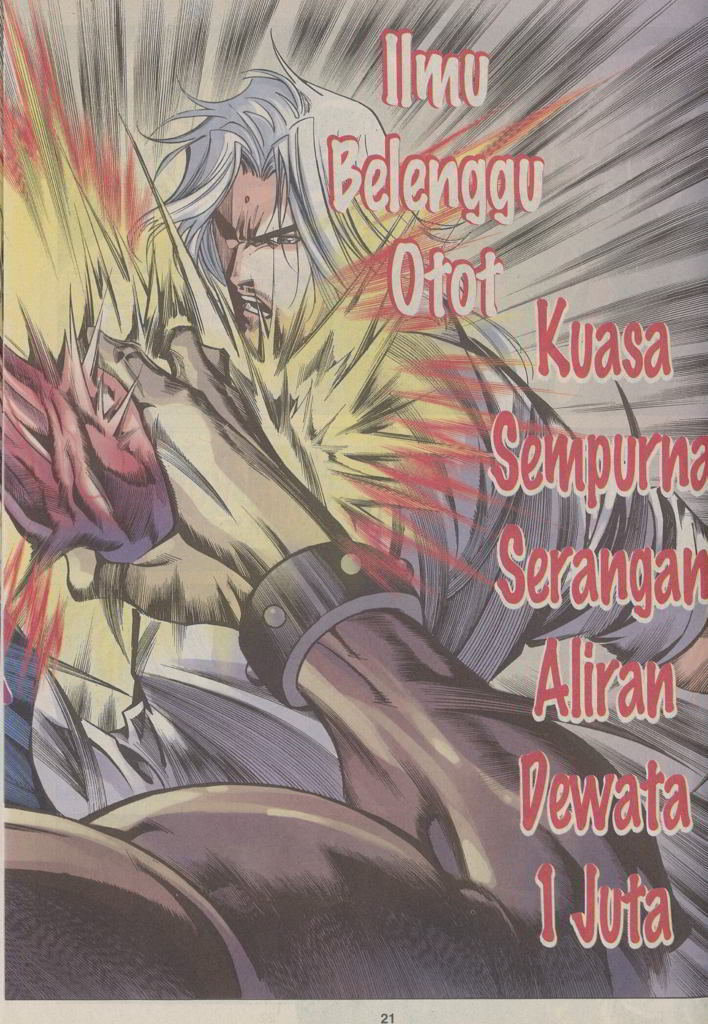 Ilmu
Belenggu
Otot
Kuasa
Sempurna
Serangan
Aliran
Dewata
1 Juta
21